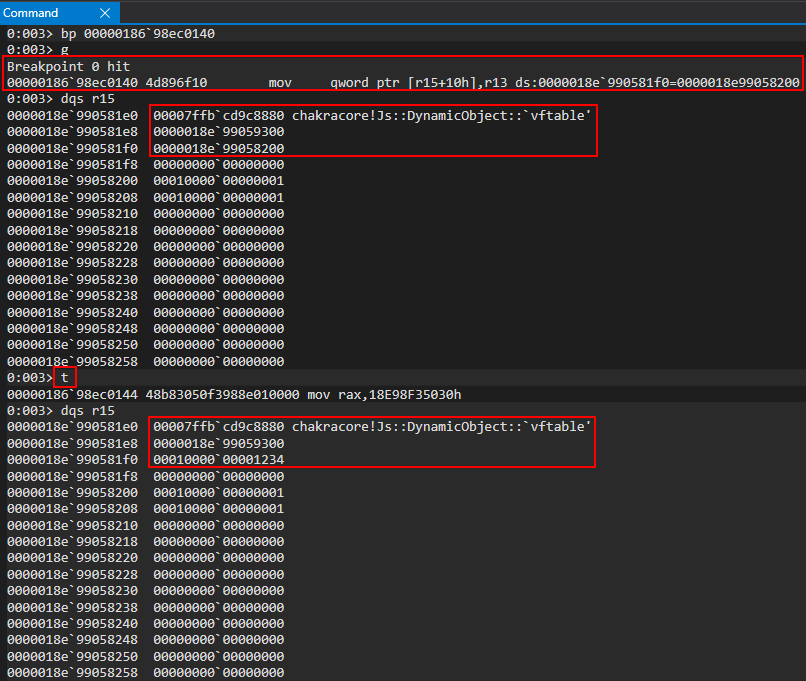 Command
0:003> bp 00000186`98ec0140
0:003> g
Breakpoint 0 hit
00000186`98ec0140 4d896f10        mov     qword ptr [r15+10h],r13 ds:0000018e`990581f0=0000018e99058200
0:003> dqs r15
0000018e`990581e0  00007ffb`cd9c8880 chakracore!Js::DynamicObject::`vftable'
0000018e`990581e8  0000018e`99059300
0000018e`990581f0  0000018e`99058200
0000018e`990581f8  00000000`00000000
0000018e`99058200  00010000`00000001
0000018e`99058208  00010000`00000001
0000018e`99058210  00000000`00000000
0000018e`99058218  00000000`00000000
0000018e`99058220  00000000`00000000
0000018e`99058228  00000000`00000000
0000018e`99058230  00000000`00000000
0000018e`99058238  00000000`00000000
0000018e`99058240  00000000`00000000
0000018e`99058248  00000000`00000000
0000018e`99058250  00000000`00000000
0000018e`99058258  00000000`00000000
0:003> t
00000186`98ec0144 48b83050f3988e010000 mov rax,18E98F35030h
0:003> dqs r15
0000018e`990581e0  00007ffb`cd9c8880 chakracore!Js::DynamicObject::`vftable'
0000018e`990581e8  0000018e`99059300
0000018e`990581f0  00010000`00001234
0000018e`990581f8  00000000`00000000
0000018e`99058200  00010000`00000001
0000018e`99058208  00010000`00000001
0000018e`99058210  00000000`00000000
0000018e`99058218  00000000`00000000
0000018e`99058220  00000000`00000000
0000018e`99058228  00000000`00000000
0000018e`99058230  00000000`00000000
0000018e`99058238  00000000`00000000
0000018e`99058240  00000000`00000000
0000018e`99058248  00000000`00000000
0000018e`99058250  00000000`00000000
0000018e`99058258  00000000`00000000